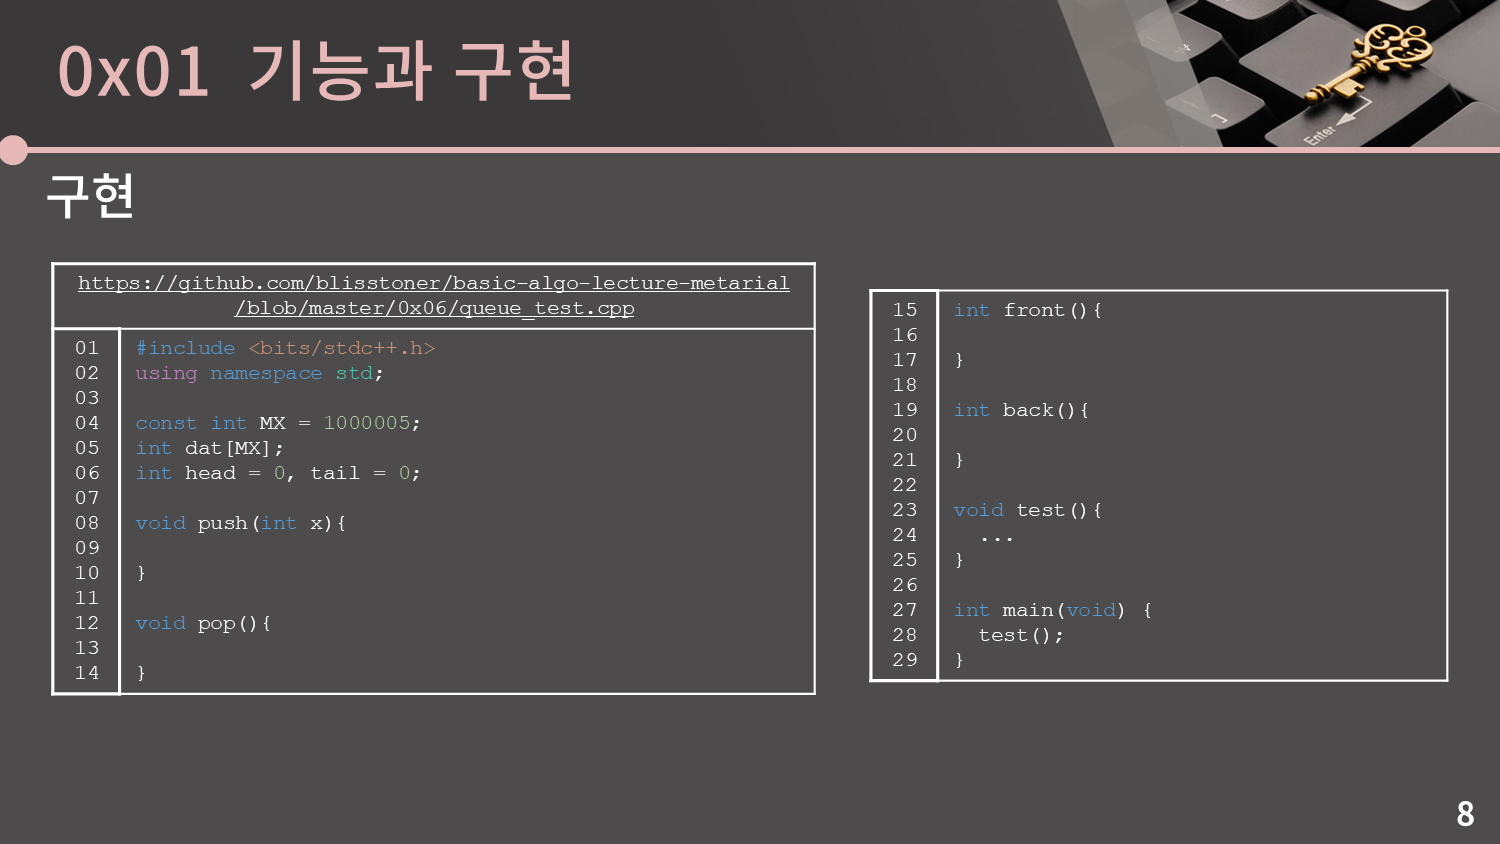 0x01 기능과 구현
Enter
구현
https://github.com/blisstoner/basic-algo-lecture-metarial
/blob/master/0x06/queue_test.cpp
01 #include <bits/stdc++.h>
02 using namespace std;
03
04 const int MX = 1000005;
05 int dat[MX];
06 int head = 0, tail = 0;
07
08 void push(int x){
09
10 }
11
12 void pop(){
13
14 }
15 int front(){
16
17 }
18
19 int back(){
20
21 }
22
23 void test(){
24   ...
25 }
26
27 int main(void) {
28   test();
29 }
8